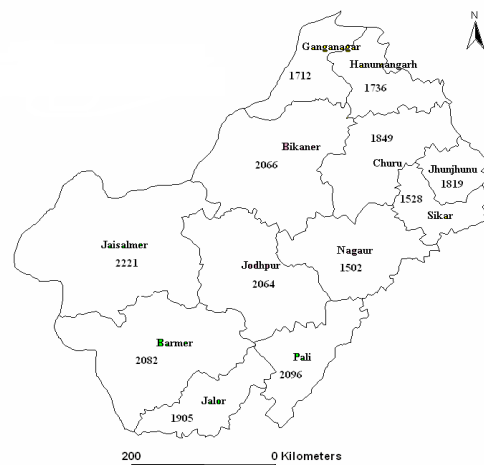 N
Ganganagar
1712
Hanumangarh
1736
1849
Churu
Bikaner
2066
Jhunjhunu
1819
1528
Sikar
Jaisalmer
2221
Jodhpur
2064
Nagaur
1502
Barmer
2082
Pali
2096
Jalor
1905
200 0 Kilometers